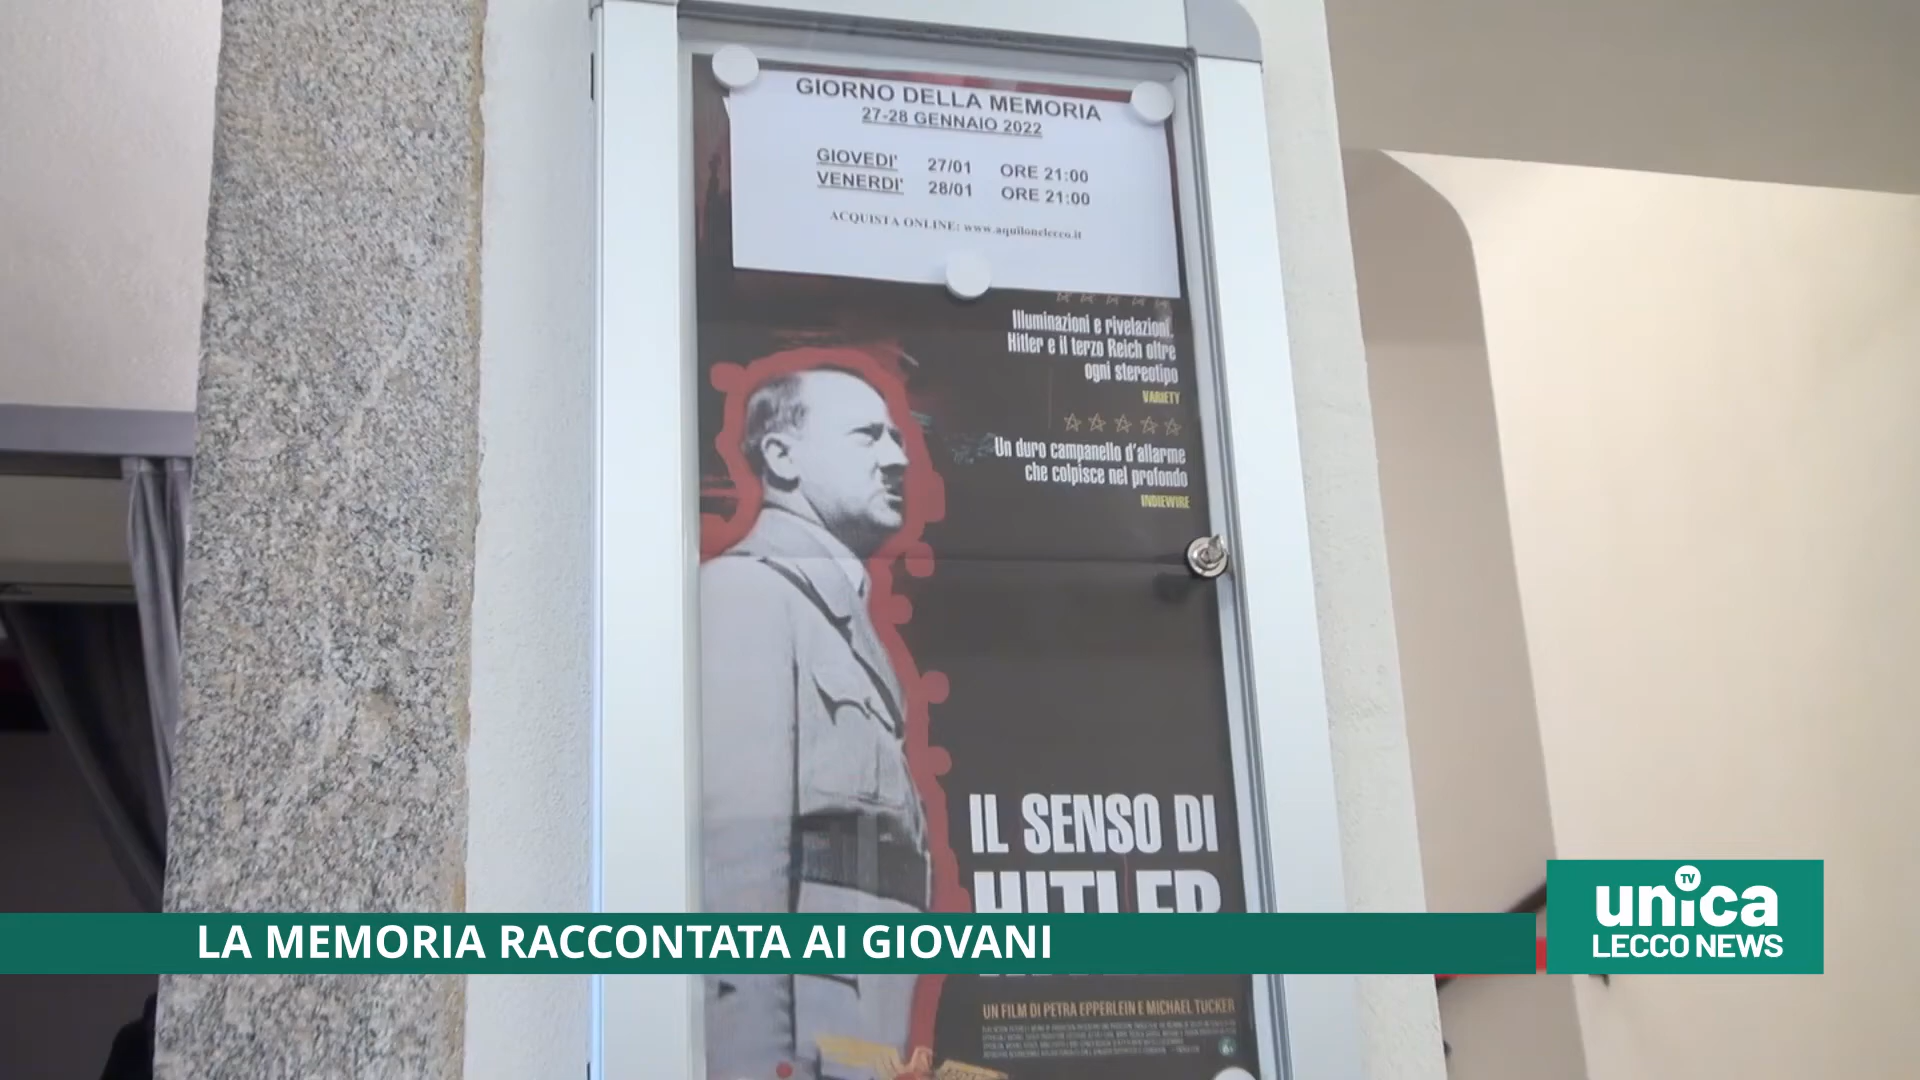 GIORNO DELLA MEMORIA
27-28 GENNAIO 2022
GIOVEDI' 27/01 ORE 21:00
VENERDI' 28/01 ORE 21:00
ACQUISTA ONLINE: www.aquilonelecco.it
Illuminazioni e rivelazioni.
Hitler e il terzo Reich oltre
ogni stereotipo
VARIETY
Un duro campanello d'allarme
che colpisce nel profondo
INDIEWIRE
IL SENSO DI
HITLER
UN FILM DI PETRA EPPERLEIN E MICHAEL TUCKER
LA MEMORIA RACCONTATA AI GIOVANI
TV
unica
LECCO NEWS